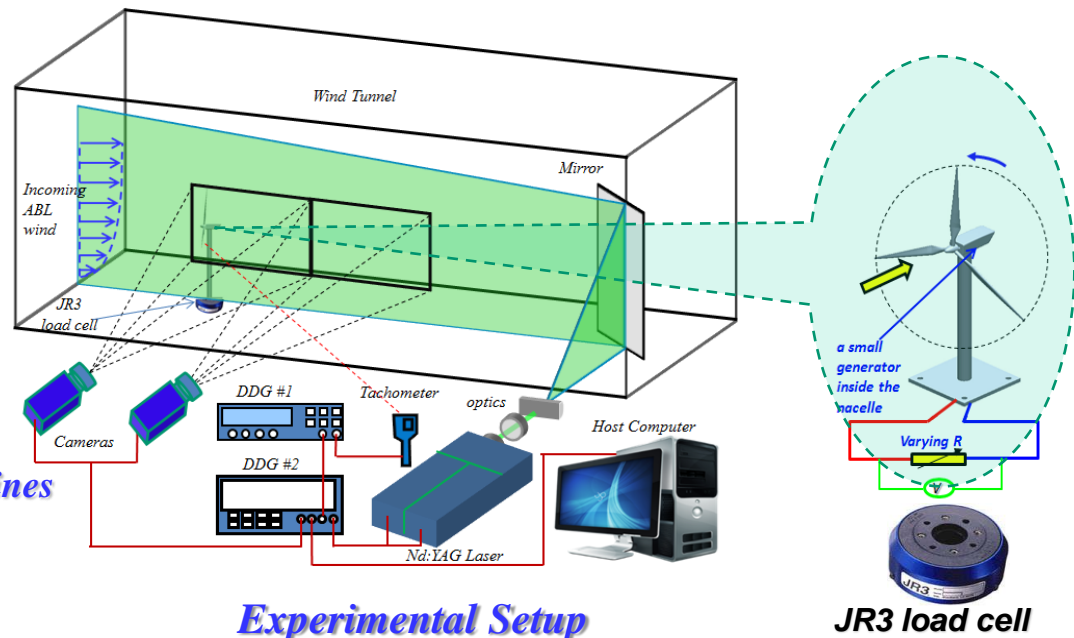 Wind Tunnel
Mirror
Incoming
ABL
wind
JR3
load cell
a small
generator
inside the
nacelle
DDG #1
Tachometer
optics
Host Computer
Cameras
DDG #2
Varying R
A
ines
Nd:YAG Laser
JR3
Experimental Setup
JR3 load cell